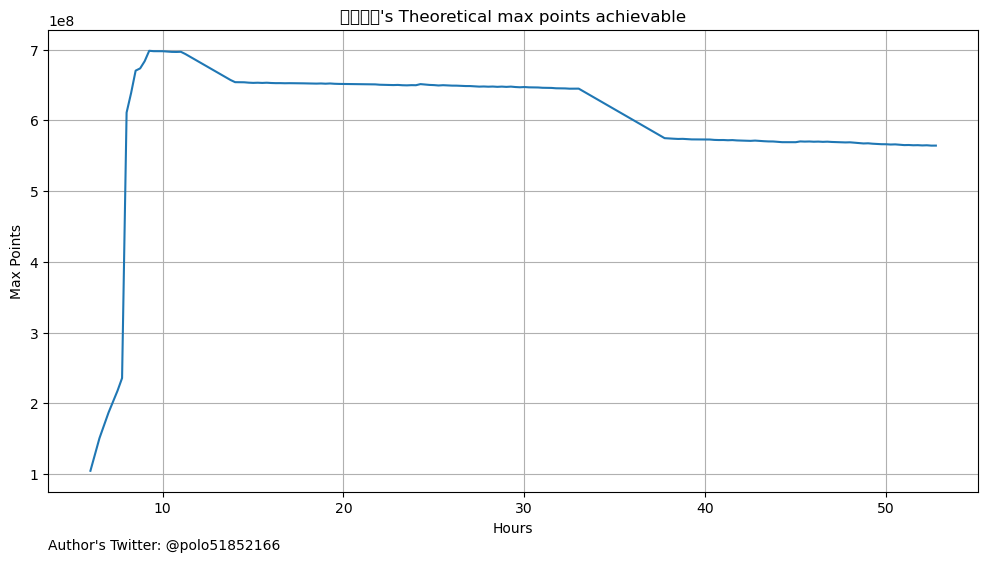 's Theoretical max points achievable
1e8
7
6
5
4
3
2
1
Max Points
10
20
30
40
50
Hours
Author's Twitter: @polo51852166